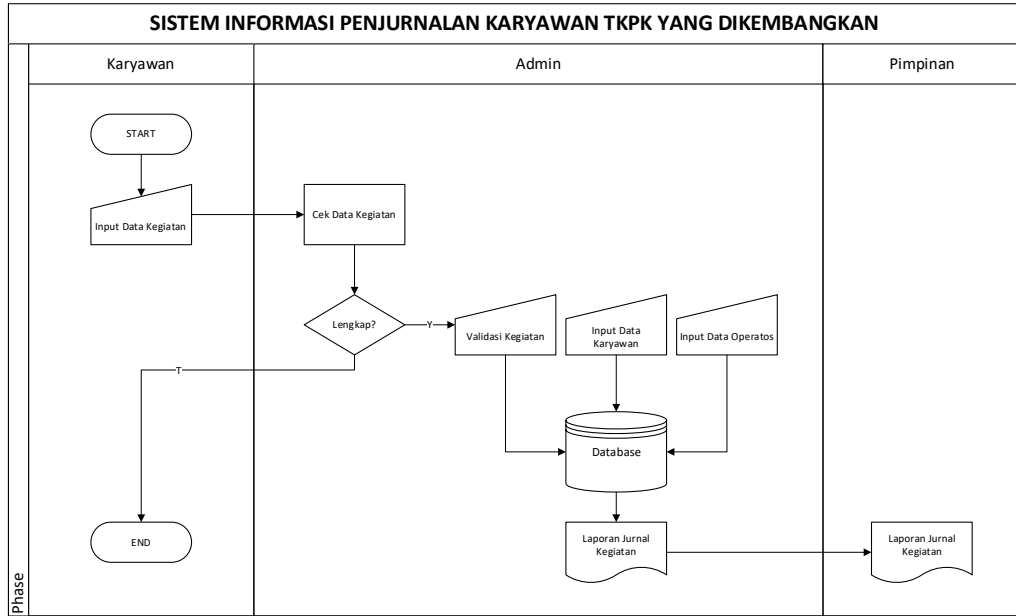 SISTEM INFORMASI PENJURNALAN KARYAWAN TKPK YANG DIKEMBANGKAN
Karyawan
Admin
Pimpinan
START
Input Data Kegiatan
Cek Data Kegiatan
Lengkap?
Y
Validasi Kegiatan
Input Data
Karyawan
Input Data Operatos
T
Database
END
Laporan Jurnal
Kegiatan
Laporan Jurnal
Kegiatan
Phase